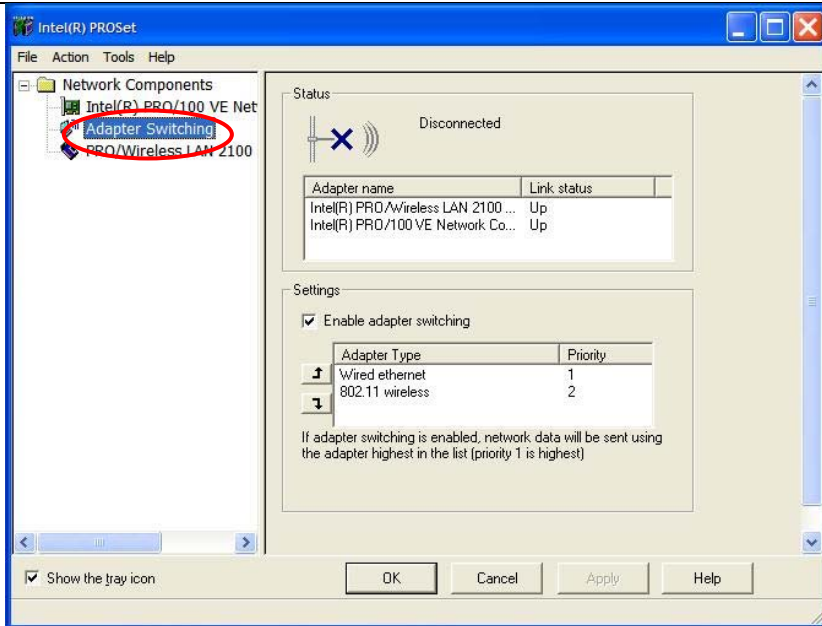 Intel(R) PROSet
File Action Tools Help
Network Components
Intel(R) PRO/100 VE Net
Adapter Switching
PRO/Wireless LAN 2100
Status
Disconnected
Adapter name Link status
Intel(R) PRO/Wireless LAN 2100 ... Up
Intel(R) PRO/100 VE Network Co... Up
Settings
Enable adapter switching
Adapter Type Priority
Wired ethernet 1
802.11 wireless 2
If adapter switching is enabled, network data will be sent using
the adapter highest in the list (priority 1 is highest)
Show the tray icon
OK Cancel Apply Help